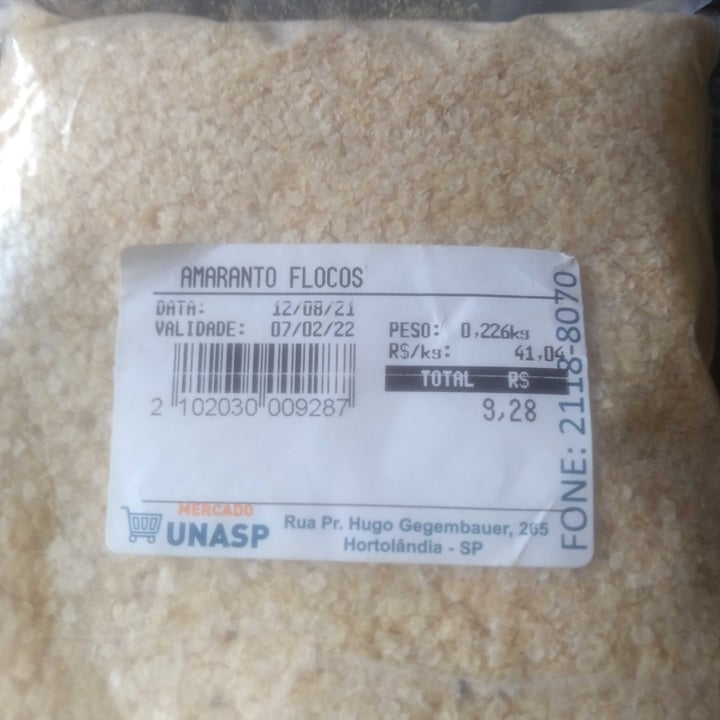 AMARANTO FLOCOS
DATA: 12/08/21
VALIDADE: 07/02/22
PESO: 0,226kg
R$/kg: 41,04
TOTAL R$
9,28
2 102030 009287
MERCADO
UNASP
Rua Pr. Hugo Gegembauer, 265
Hortolândia - SP
FONE: 2118-8070